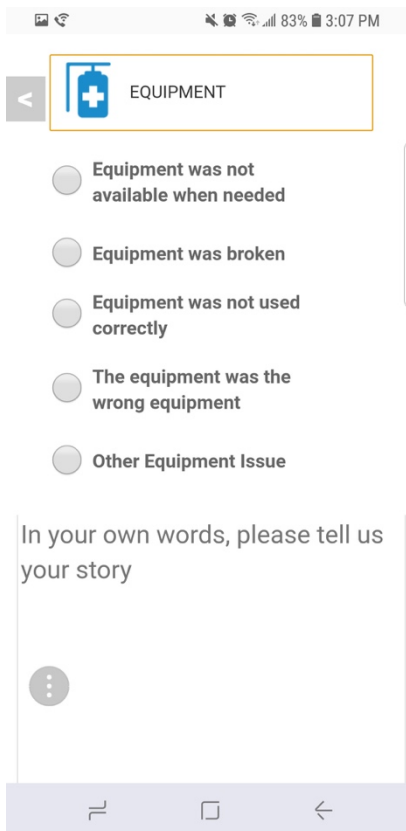 83% 3:07 PM
<
EQUIPMENT
Equipment was not
available when needed
Equipment was broken
Equipment was not used
correctly
The equipment was the
wrong equipment
Other Equipment Issue
In your own words, please tell us
your story